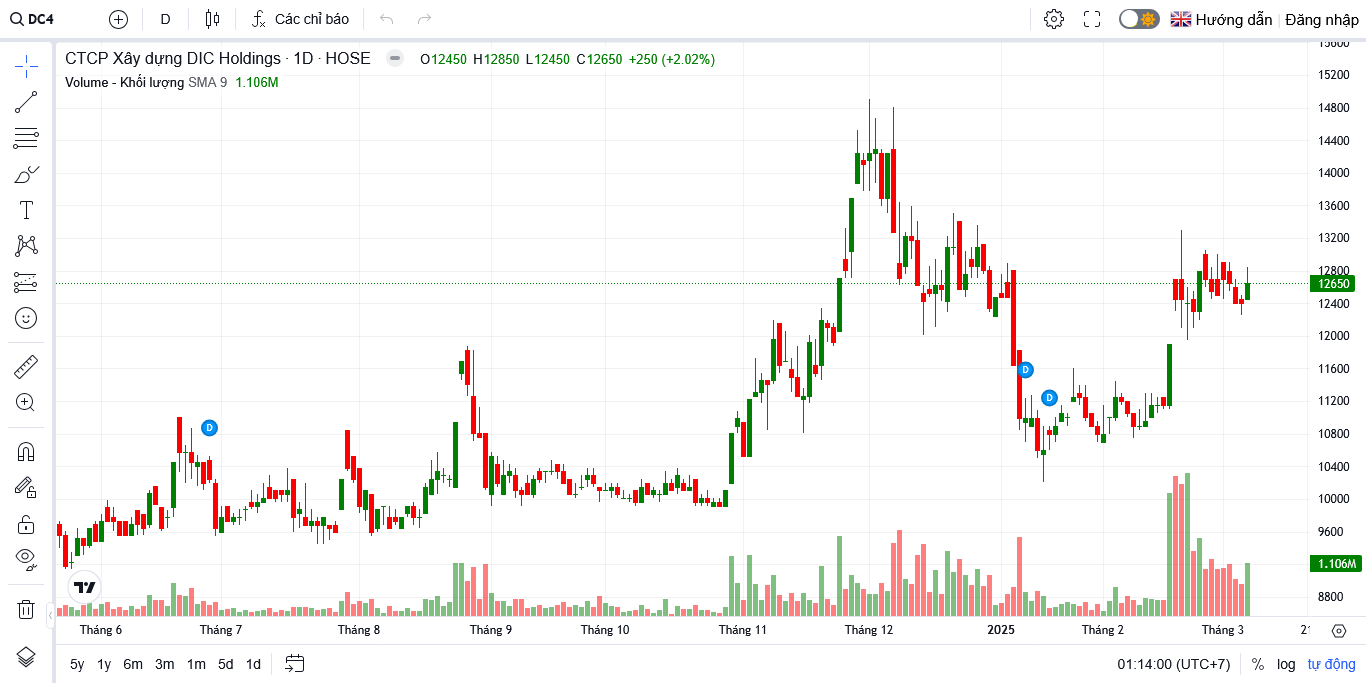 DC4 D Các chỉ báo Hướng dẫn Đăng nhập
CTCP Xây dựng DIC Holdings · 1D · HOSE O12450 H12850 L12450 C12650 +250 (+2.02%)
Volume - Khối lượng SMA 9 1.106M
15600
15200
14800
14400
14000
13600
13200
12800
12650
12400
12000
11600
11200
10800
10400
10000
9600
1.106M
8800
D
D
D
Tháng 6 Tháng 7 Tháng 8 Tháng 9 Tháng 10 Tháng 11 Tháng 12 2025 Tháng 2 Tháng 3
5y 1y 6m 3m 1m 5d 1d 01:14:00 (UTC+7) % log tự động